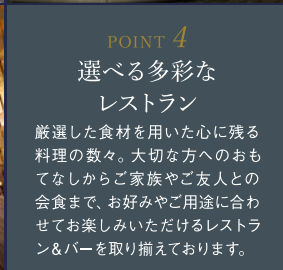 POINT 4
選べる多彩な
レストラン
厳選した食材を用いた心に残る
料理の数々。大切な方へのおも
てなしからご家族やご友人との
会食まで、お好みやご用途に合わ
せてお楽しみいただけるレストラ
ン&バーを取り揃えております。